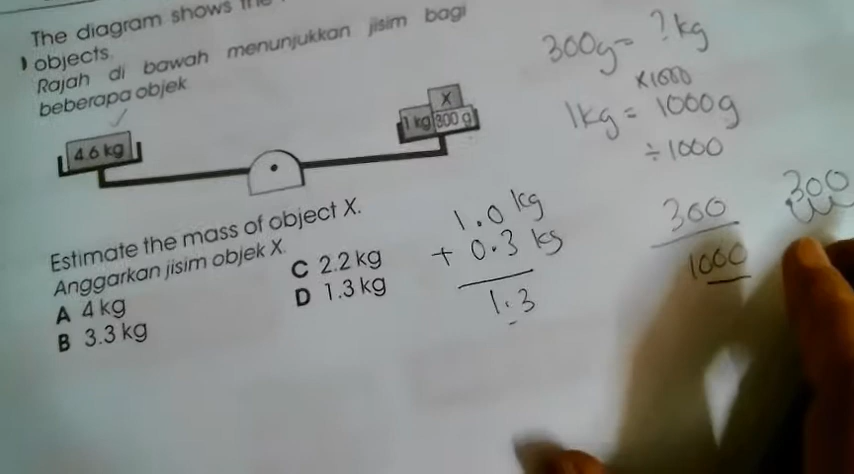 The diagram shows the
objects.
Rajah di bawah menunjukkan jisim bagi
beberapa objek
4.6 kg
X
1 kg 300 g
Estimate the mass of object X.
Anggarkan jisim objek X.
A 4 kg
B 3.3 kg
C 2.2 kg
D 1.3 kg
1.0 kg
+ 0.3 kg
1.3
300g = ? kg
×1000
1kg = 1000g
÷1000
300
1000
300